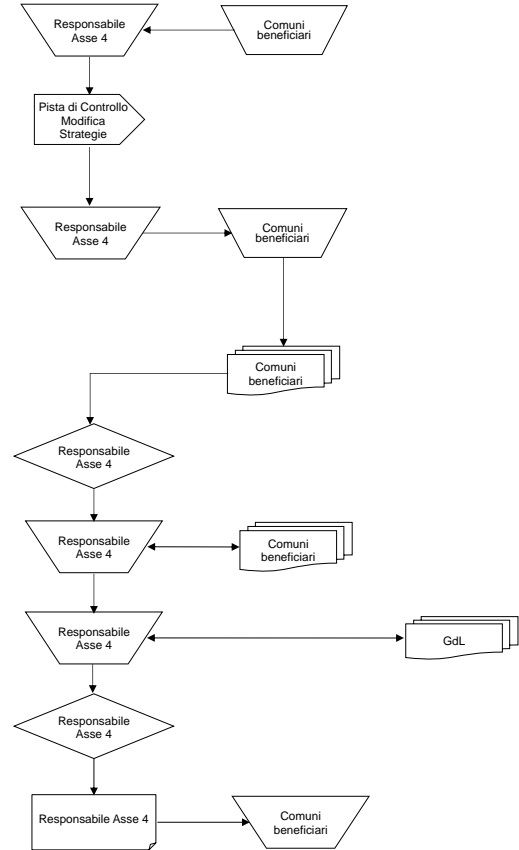 Responsabile
Asse 4
Comuni
beneficiari
Pista di Controllo
Modifica
Strategie
Responsabile
Asse 4
Comuni
beneficiari
Comuni
beneficiari
Responsabile
Asse 4
Responsabile
Asse 4
Comuni
beneficiari
Responsabile
Asse 4
GdL
Responsabile
Asse 4
Responsabile Asse 4
Comuni
beneficiari